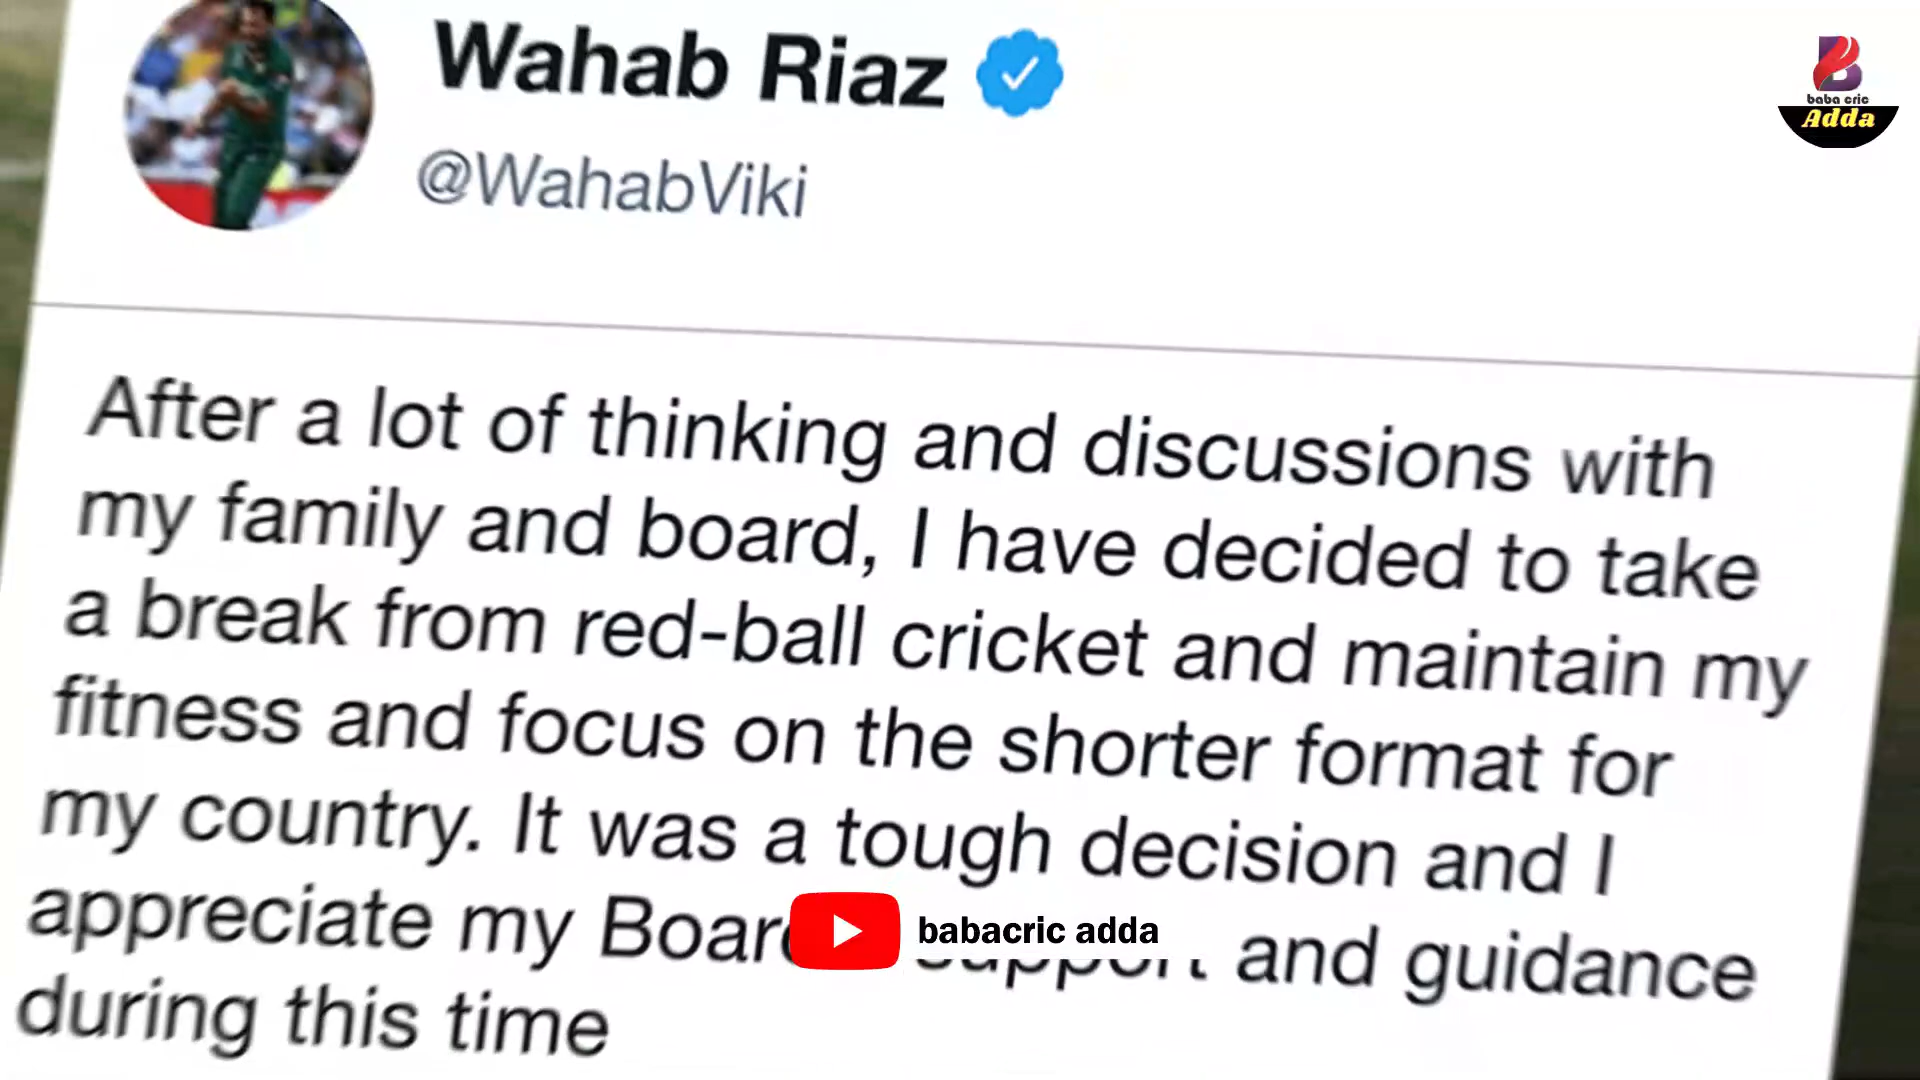 Wahab Riaz
@WahabViki
baba cric
Adda
After a lot of thinking and discussions with
my family and board, I have decided to take
a break from red-ball cricket and maintain my
fitness and focus on the shorter format for
my country. It was a tough decision and I
appreciate my Board support and guidance
during this time
babacric adda